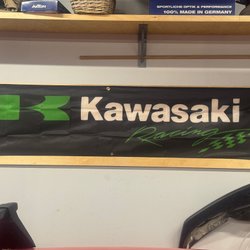 SPORTLICHE OPTIK & PERFORMANCE
100% MADE IN GERMANY
K Kawasaki
Racing